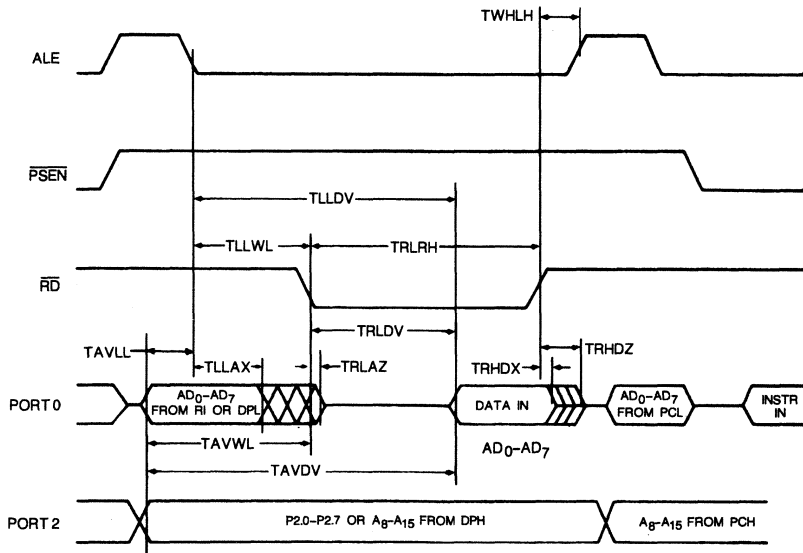 TWHLH
ALE
PSEN
TLLDV
TLLWL
TRLRH
RD
TRLDV
TAVLL
TLLAX
TRLAZ
TRHDX
TRHDZ
PORT 0
AD0-AD7
FROM RI OR DPL
DATA IN
AD0-AD7
FROM PCL
INSTR
IN
TAVWL
AD0-AD7
TAVDV
PORT 2
P2.0-P2.7 OR A8-A15 FROM DPH
A8-A15 FROM PCH